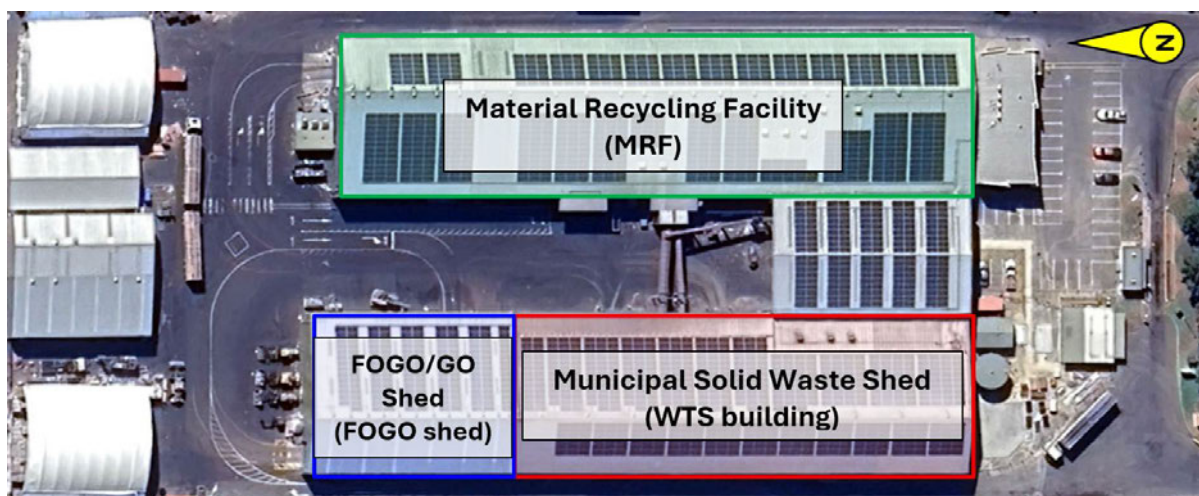 Material Recycling Facility
(MRF)
N
FOGO/GO
Shed
(FOGO shed)
Municipal Solid Waste Shed
(WTS building)